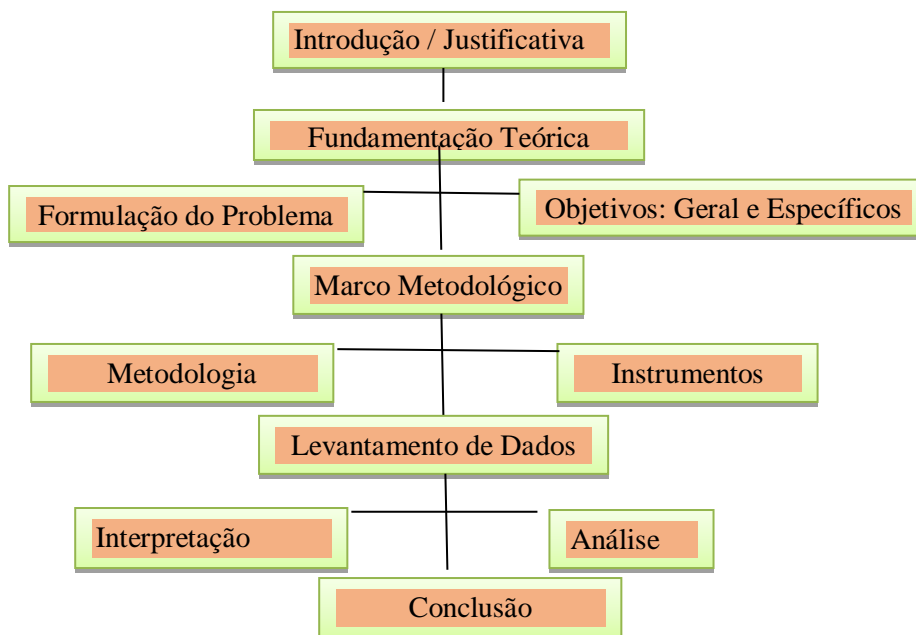 Introdução / Justificativa
Fundamentação Teórica
Formulação do Problema
Objetivos: Geral e Específicos
Marco Metodológico
Metodologia
Instrumentos
Levantamento de Dados
Interpretação
Análise
Conclusão